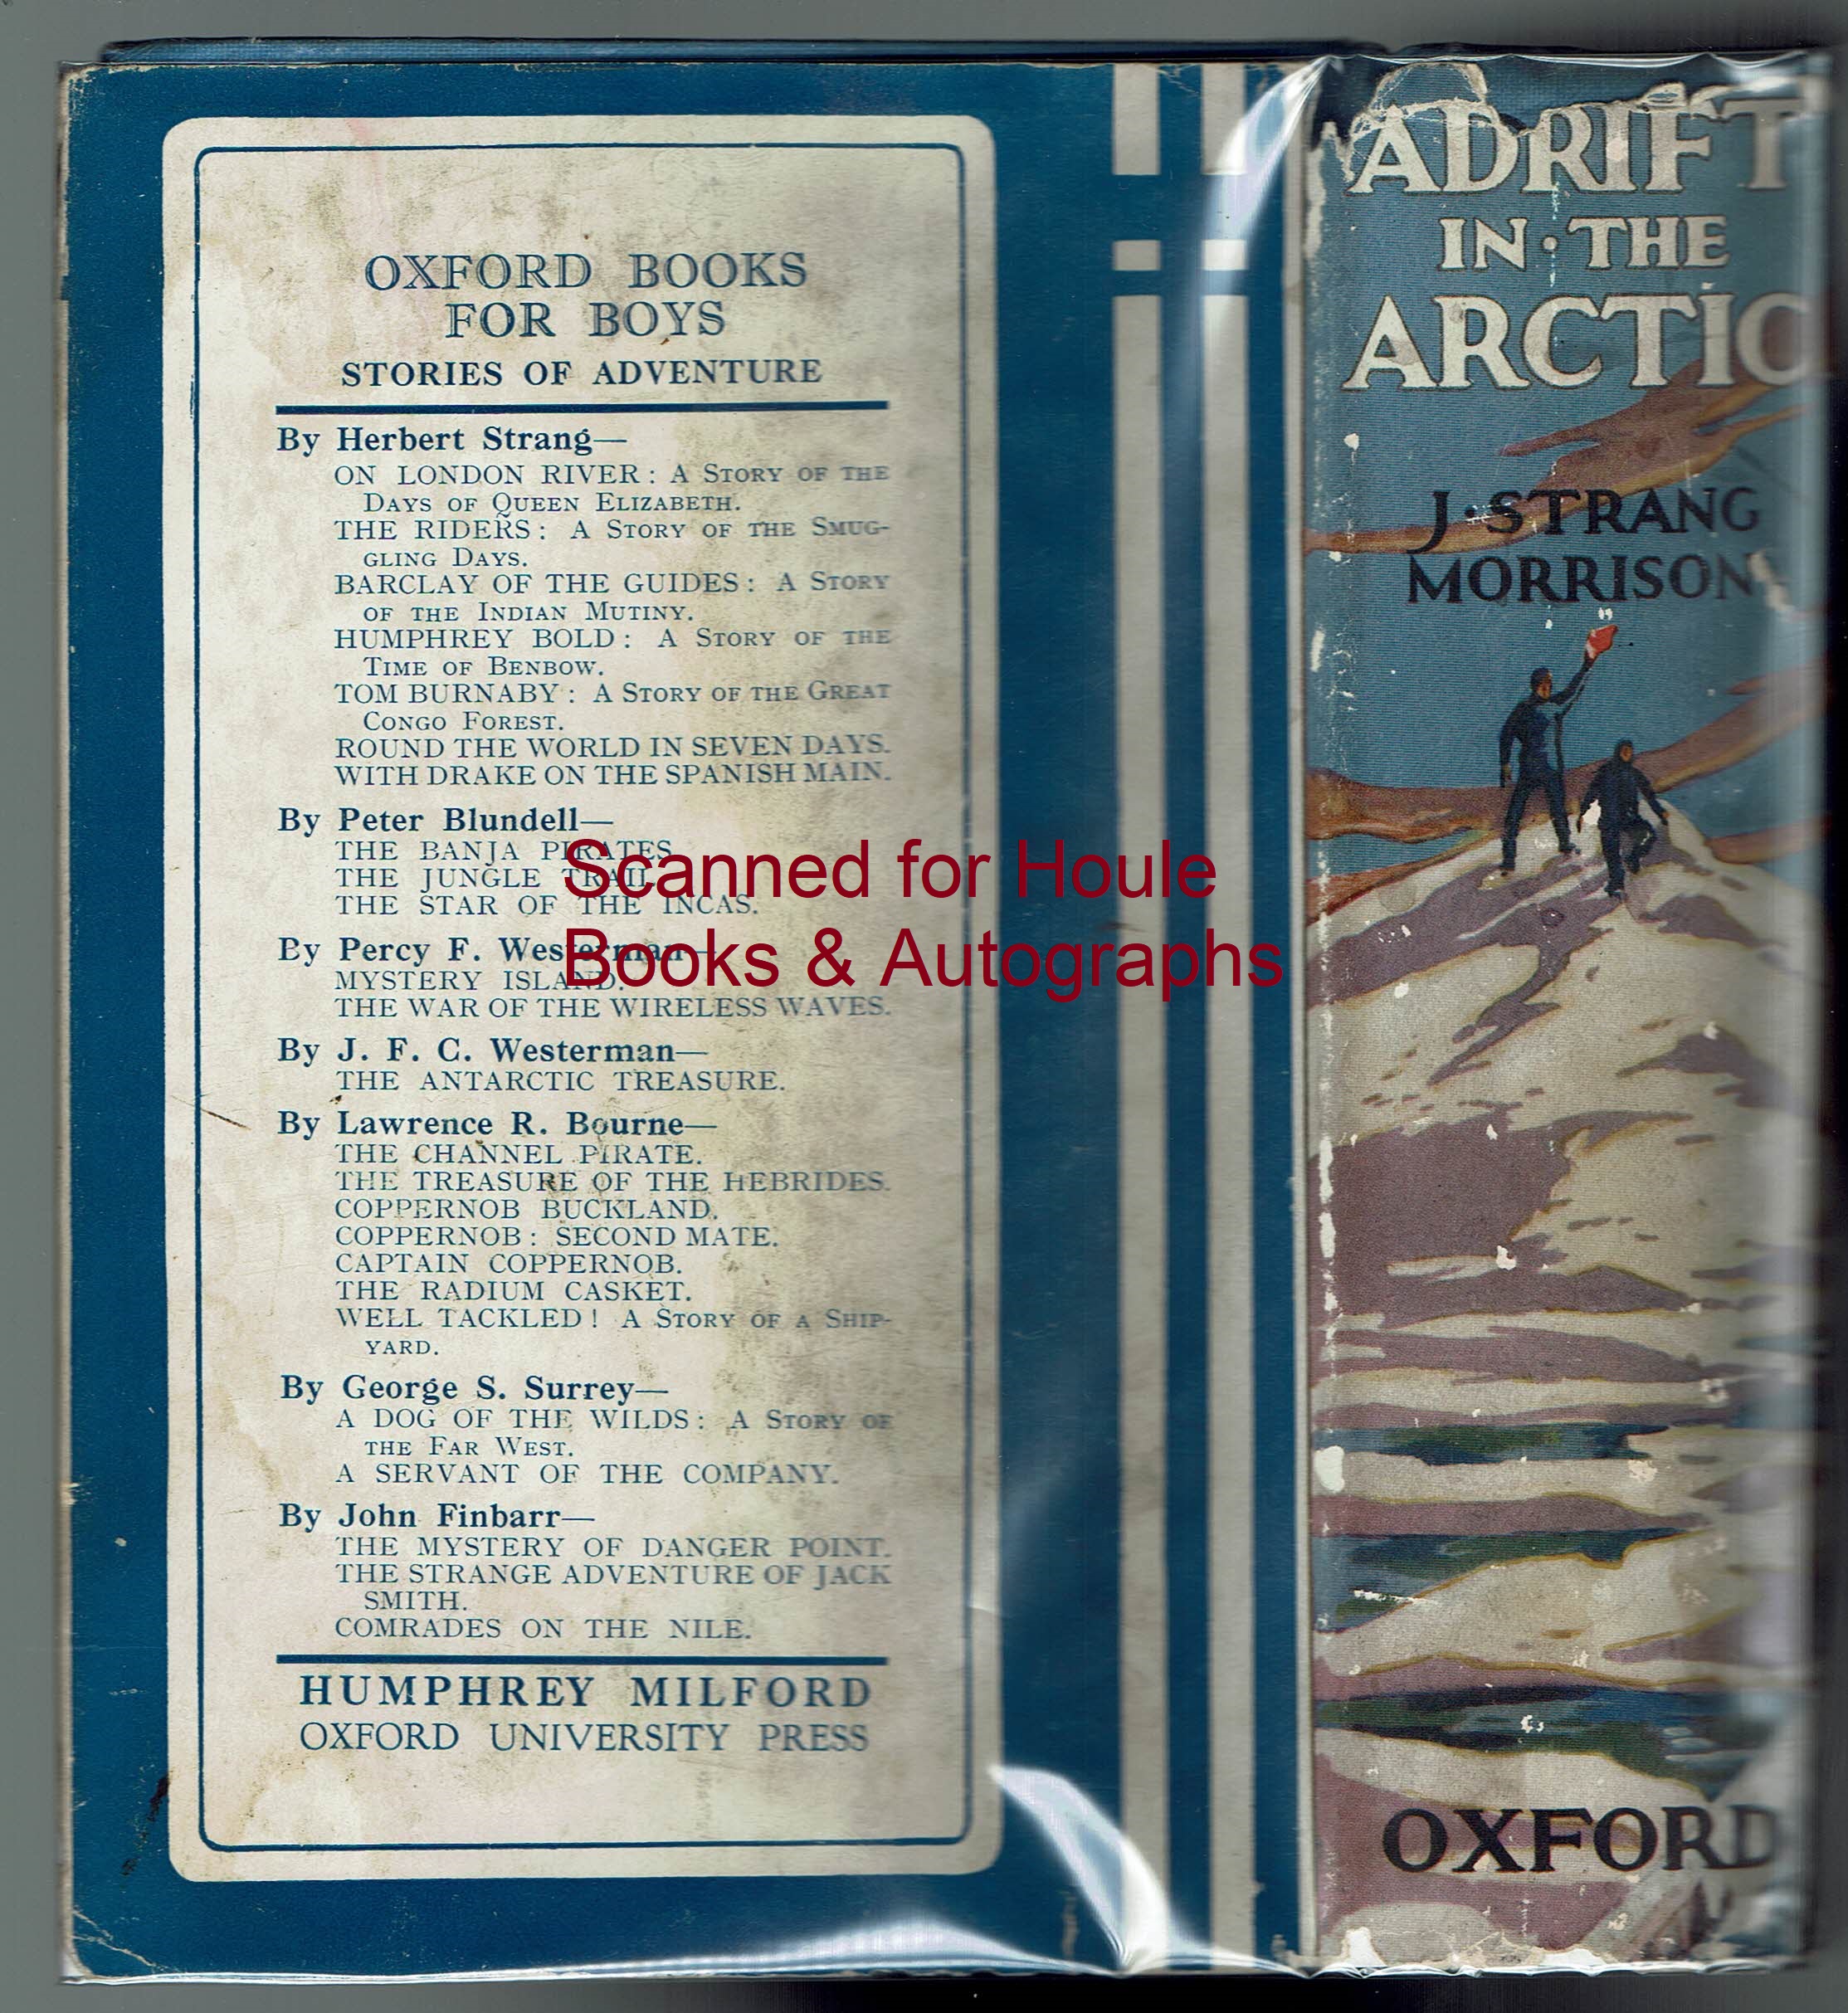 OXFORD BOOKS
FOR BOYS
STORIES OF ADVENTURE
By Herbert Strang—
ON LONDON RIVER: A STORY OF THE
DAYS OF QUEEN ELIZABETH.
THE RIDERS: A STORY OF THE SMUG-
GLING DAYS.
BARCLAY OF THE GUIDES: A STORY
OF THE INDIAN MUTINY.
HUMPHREY BOLD: A STORY OF THE
TIME OF BENBOW.
TOM BURNABY: A STORY OF THE GREAT
CONGO FOREST.
ROUND THE WORLD IN SEVEN DAYS.
WITH DRAKE ON THE SPANISH MAIN.
By Peter Blundell—
THE BANJA PIRATES.
THE JUNGLE TRAIL.
THE STAR OF THE INCAS.
By Percy F. Westerman—
MYSTERY ISLAND.
THE WAR OF THE WIRELESS WAVES.
By J. F. C. Westerman—
THE ANTARCTIC TREASURE.
By Lawrence R. Bourne—
THE CHANNEL PIRATE.
THE TREASURE OF THE HEBRIDES.
COPPERNOB BUCKLAND.
COPPERNOB: SECOND MATE.
CAPTAIN COPPERNOB.
THE RADIUM CASKET.
WELL TACKLED! A STORY OF A SHIP-
YARD.
By George S. Surrey—
A DOG OF THE WILDS: A STORY OF
THE FAR WEST.
A SERVANT OF THE COMPANY.
By John Finbarr—
THE MYSTERY OF DANGER POINT.
THE STRANGE ADVENTURE OF JACK
SMITH.
COMRADES ON THE NILE.
HUMPHREY MILFORD
OXFORD UNIVERSITY PRESS
Scanned for Houle
Books & Autographs
ADRIFT
IN·THE
ARCTIC
J·STRANG
MORRISON
OXFORD